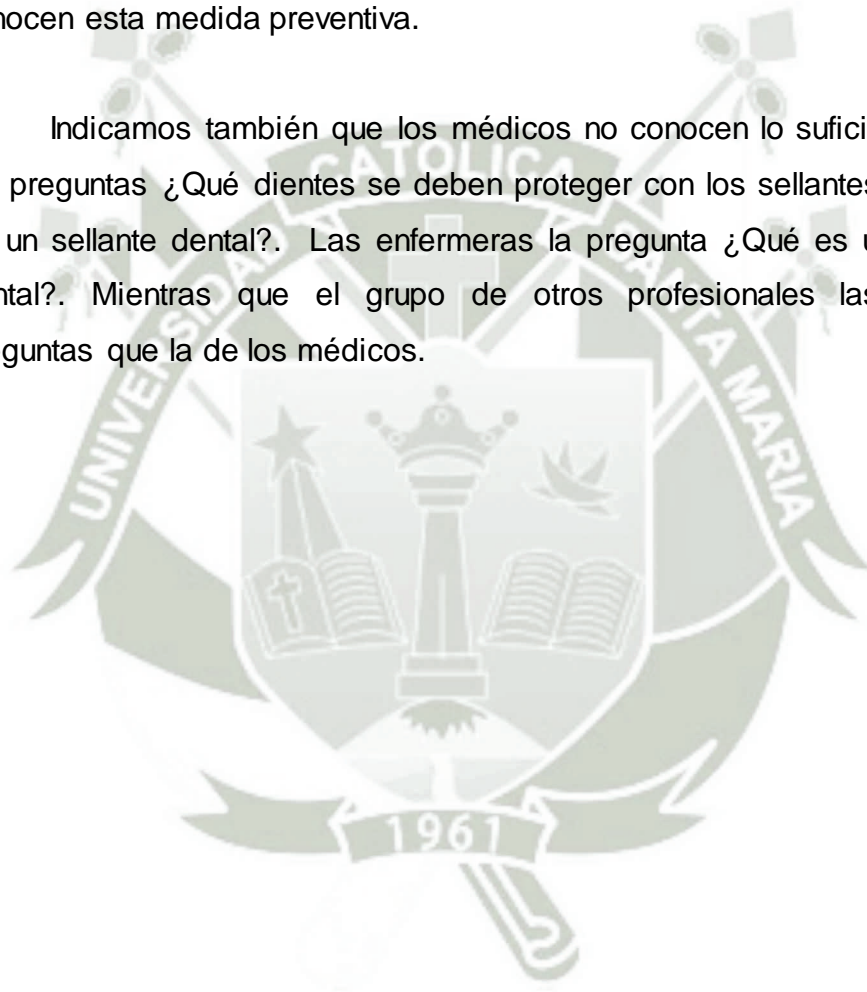 nocen esta medida preventiva.
Indicamos también que los médicos no conocen lo sufici
preguntas ¿Qué dientes se deben proteger con los sellantes
un sellante dental?. Las enfermeras la pregunta ¿Qué es
ntal?. Mientras que el grupo de otros profesionales las
guntas que la de los médicos.
UNIVERSIDAD CATOLICA SANTA MARIA
1961